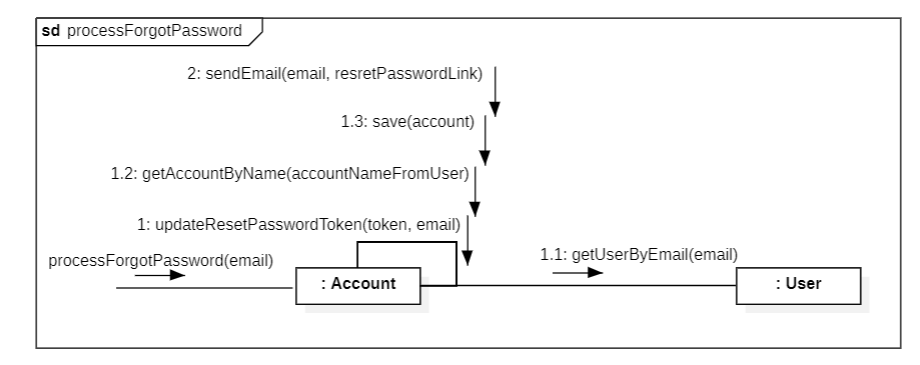 sd processForgotPassword
2: sendEmail(email, resretPasswordLink)
1.3: save(account)
1.2: getAccountByName(accountNameFromUser)
1: updateResetPasswordToken(token, email)
processForgotPassword(email)
1.1: getUserByEmail(email)
: Account
: User